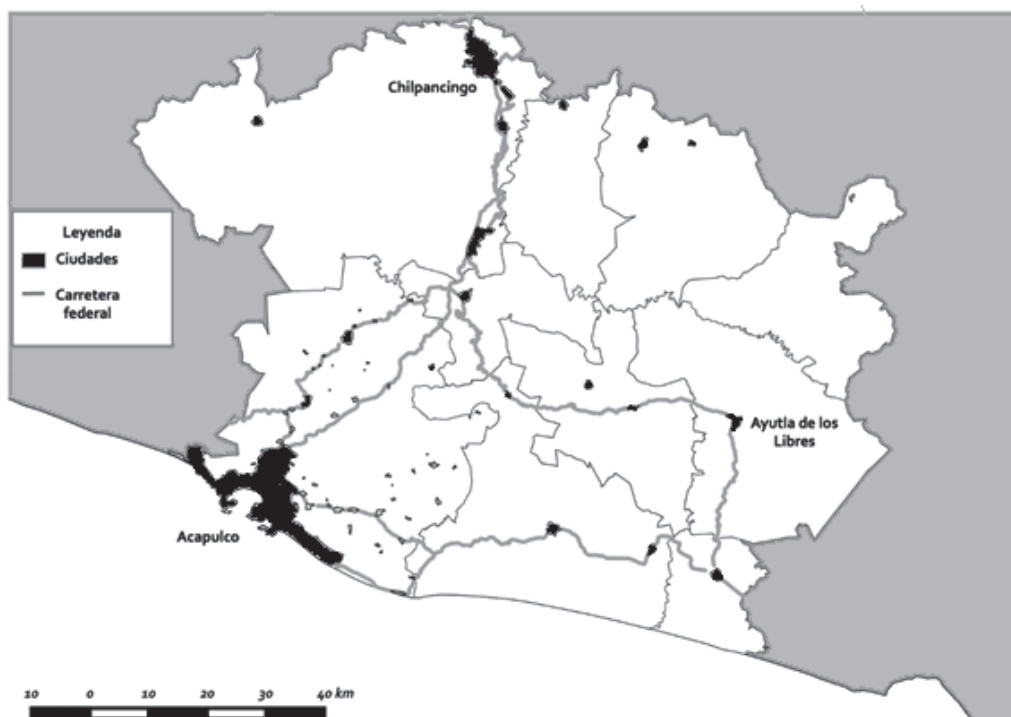 Chilpancingo
Leyenda
Ciudades
Carretera
federal
Ayutla de los
Libres
Acapulco
10 0 10 20 30 40 km